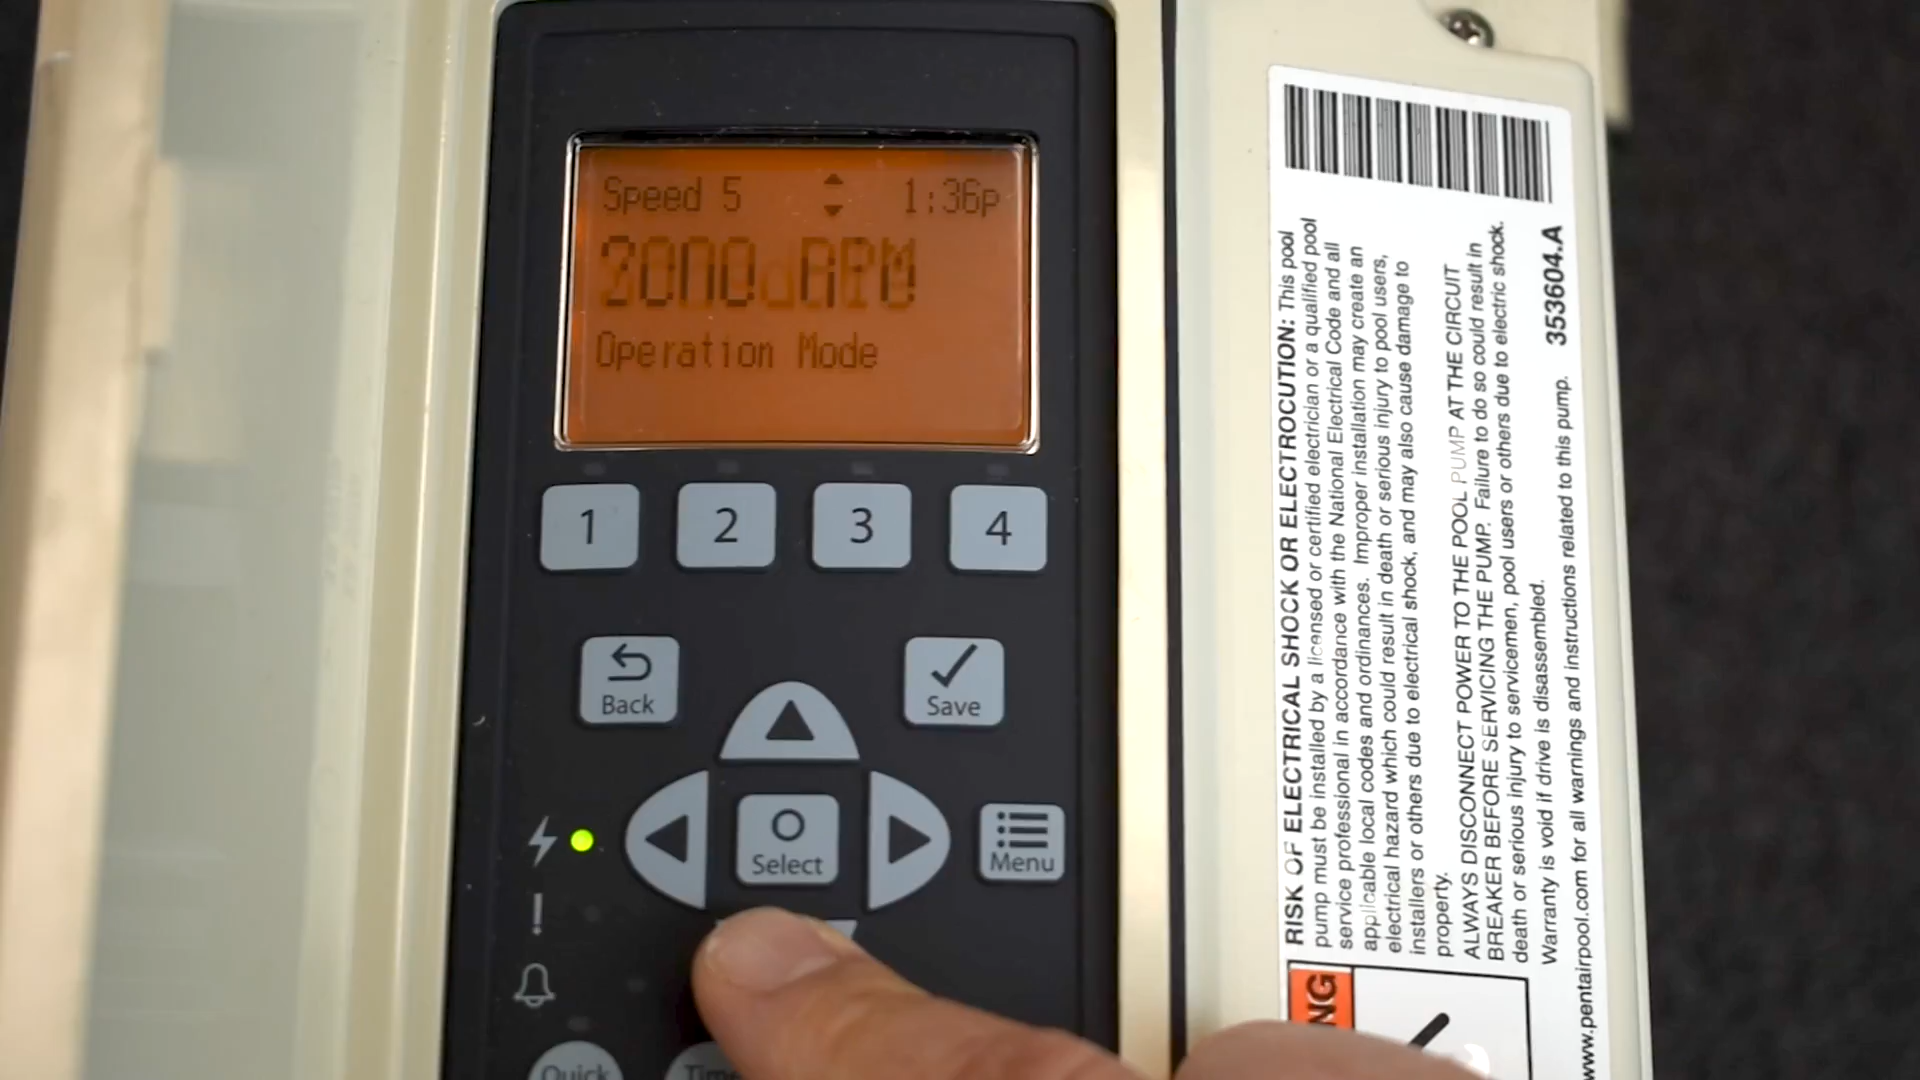 Speed 5 1:36p
Operation Mode
1 2 3 4
Back
Save
Select
Menu
Quick
Time
RISK OF ELECTRICAL SHOCK OR ELECTROCUTION: This pool
pump must be installed by a licensed or certified electrician or a qualified pool
service professional in accordance with the National Electrical Code and all
applicable local codes and ordinances. Improper installation may create an
electrical hazard which could result in death or serious injury to pool users,
installers or others due to electrical shock, and may also cause damage to
property.
ALWAYS DISCONNECT POWER TO THE POOL PUMP AT THE CIRCUIT
BREAKER BEFORE SERVICING THE PUMP. Failure to do so could result in
death or serious injury to servicemen, pool users or others due to electric shock.
Warranty is void if drive is disassembled.
353604.A
www.pentairpool.com for all warnings and instructions related to this pump.
NG